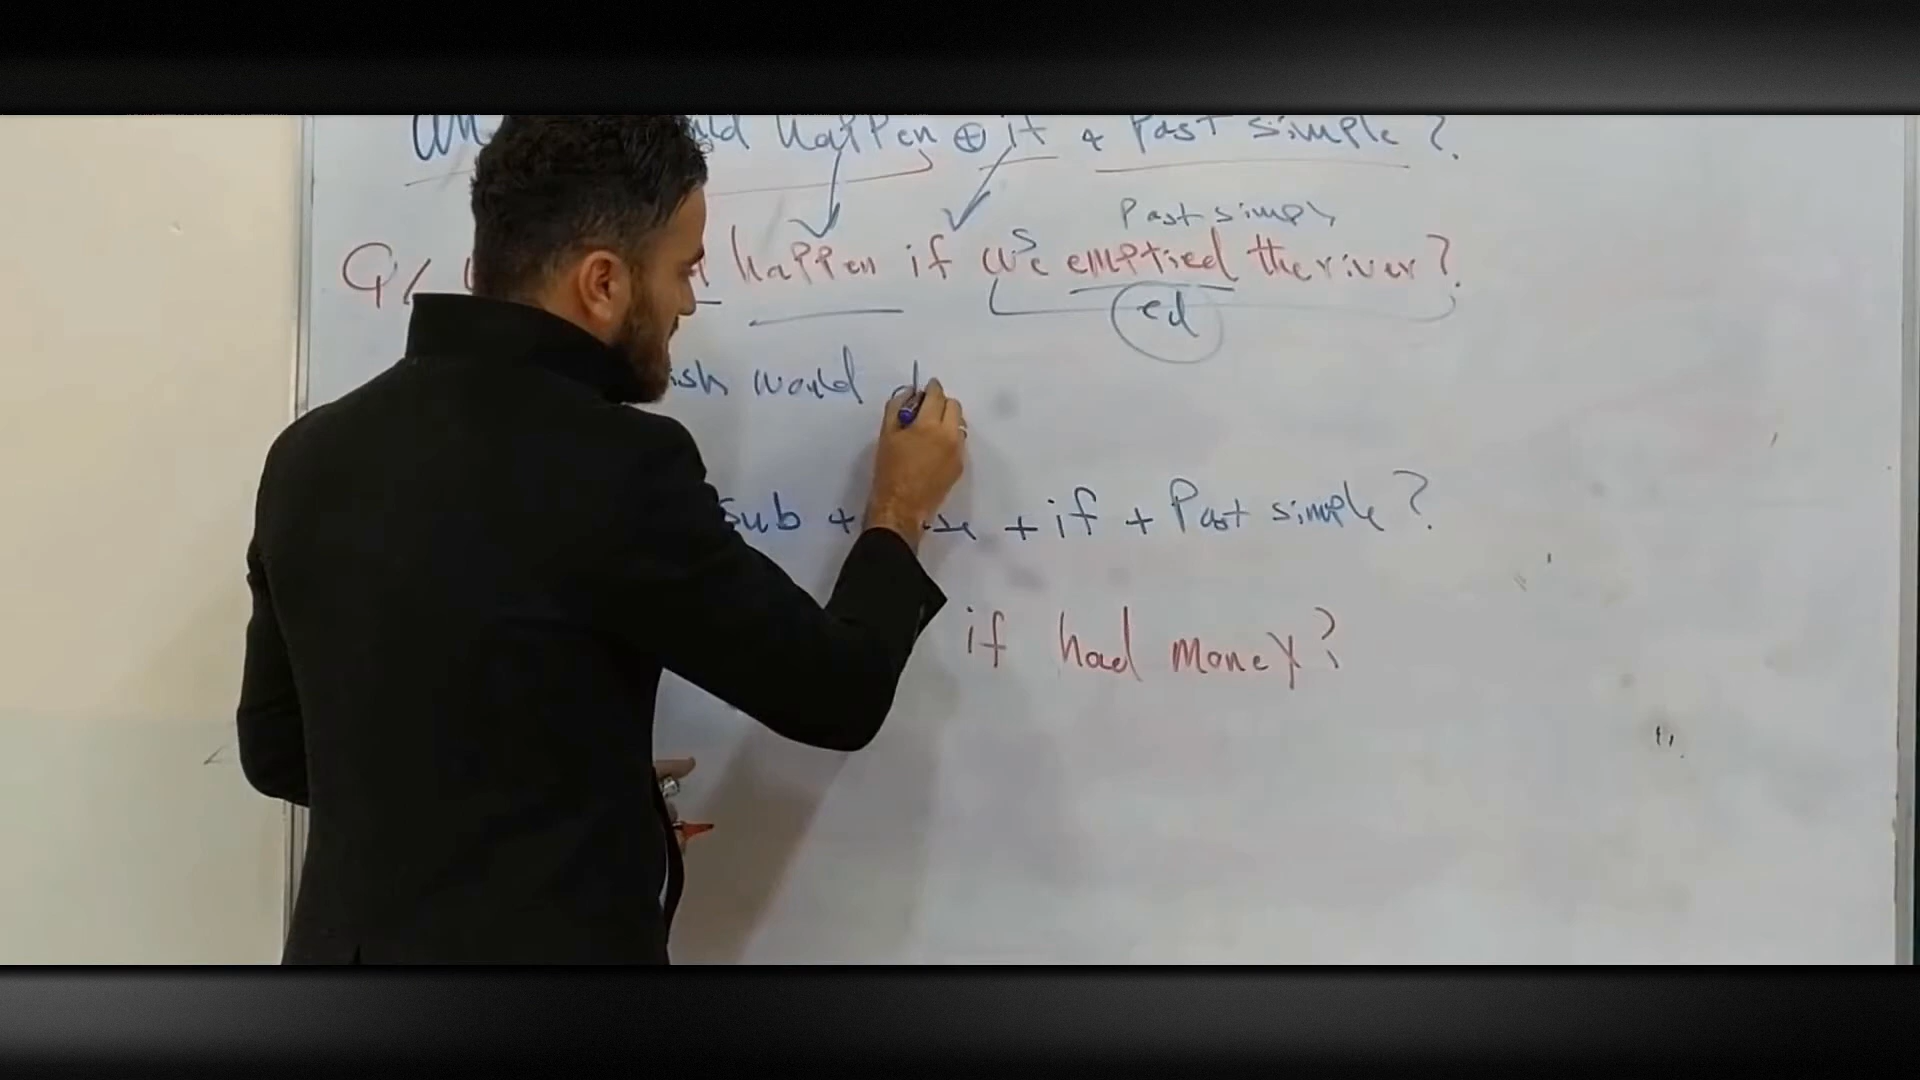 happen ⊕ if + Past simple?
Past simple
Q/ happen if we emptied the river?
S
ed
would d
sub + + if + Past simple?
if had money?